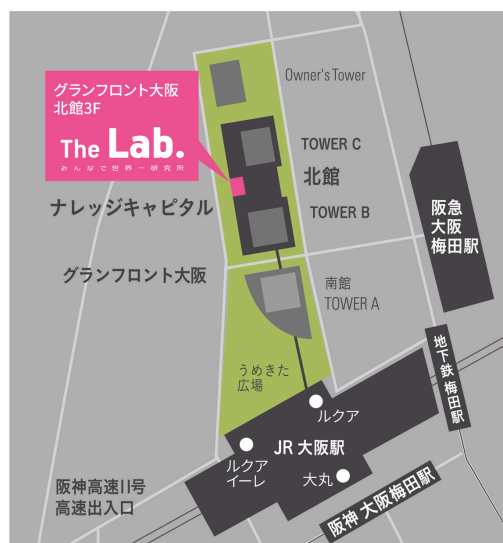 グランフロント大阪
北館3F
The Lab.
みんなで世界一研究所
Owner's Tower
TOWER C
北館
TOWER B
ナレッジキャピタル
阪急
大阪
梅田駅
グランフロント大阪
南館
TOWER A
うめきた
広場
地下鉄 梅田駅
ルクア
JR 大阪駅
ルクア
イーレ
大丸
阪神 大阪梅田駅
阪神高速11号
高速出入口